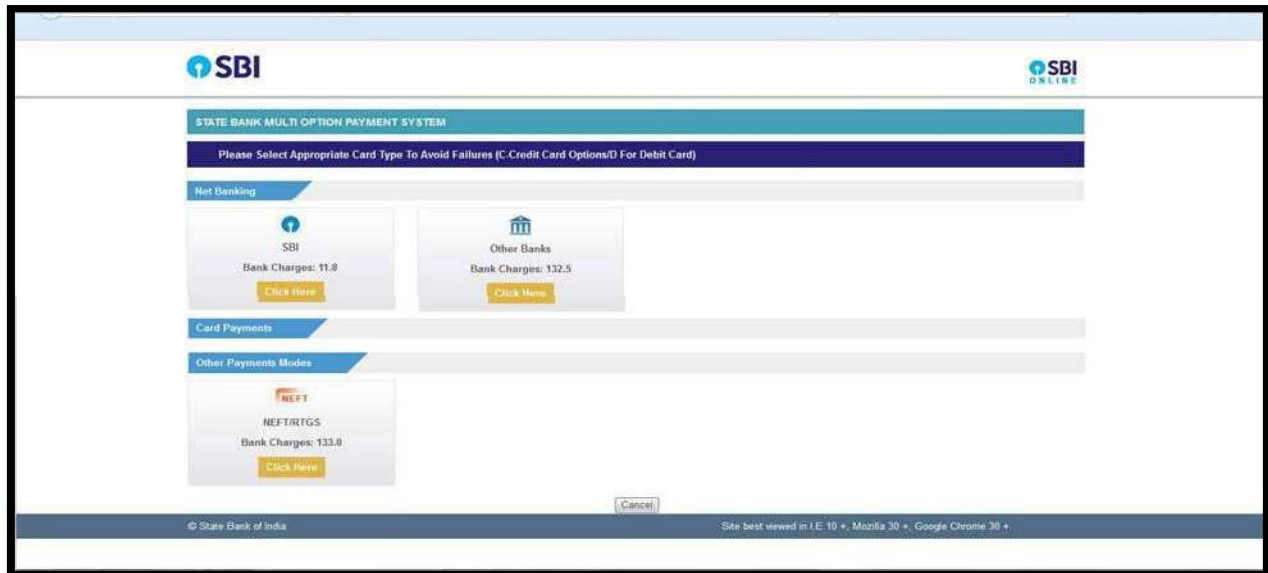 SBI
SBI
ONLINE
STATE BANK MULTI OPTION PAYMENT SYSTEM
Please Select Appropriate Card Type To Avoid Failures (C-Credit Card Options/D For Debit Card)
Net Banking
SBI
Bank Charges: 11.8
Click Here
Other Banks
Bank Charges: 132.5
Click Here
Card Payments
Other Payments Modes
NEFT
NEFT/RTGS
Bank Charges: 133.0
Click Here
Cancel
© State Bank of India
Site best viewed in I.E 10 +, Mozilla 30 +, Google Chrome 30 +